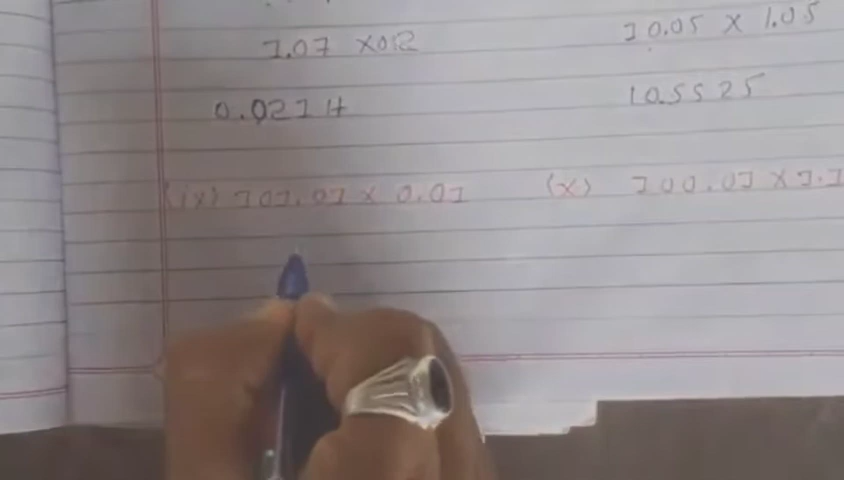 1.07 × 0.2
10.05 × 1.05
0.0214
10.5525
(ix) 101.01 × 0.01
(x) 100.01 × 1.1